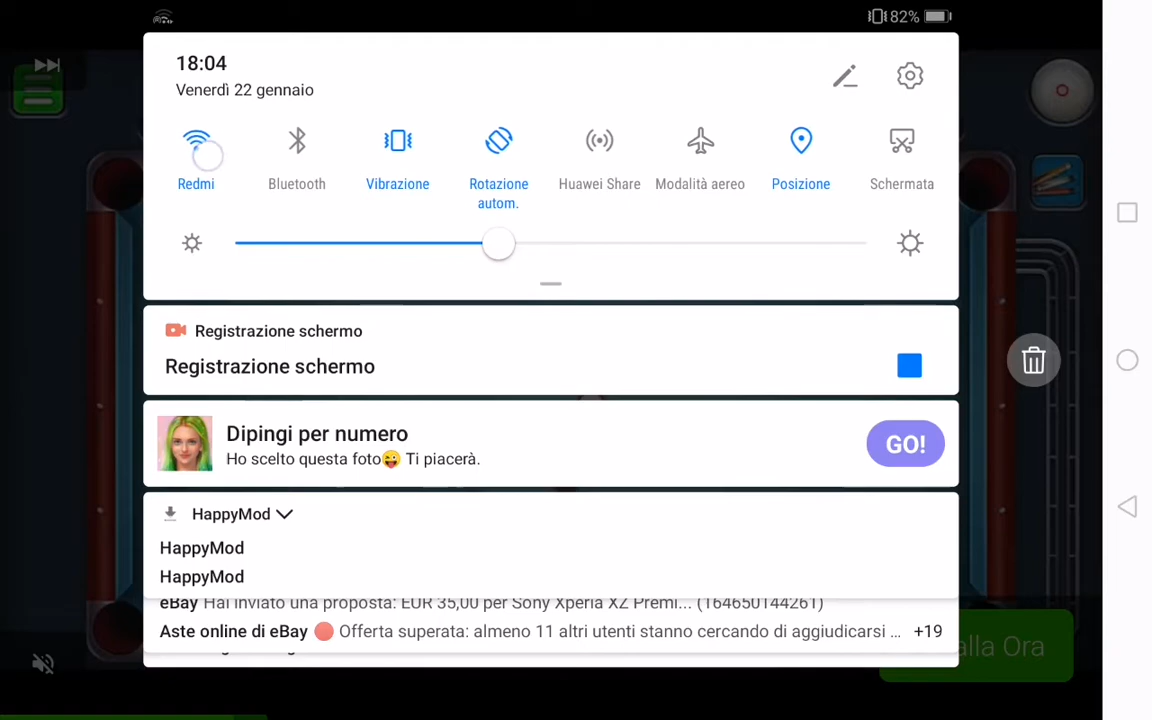 82%
18:04
Venerdì 22 gennaio
Redmi
Bluetooth
Vibrazione
Rotazione autom.
Huawei Share
Modalità aereo
Posizione
Schermata
Registrazione schermo
Registrazione schermo
Dipingi per numero
Ho scelto questa foto😜 Ti piacerà.
GO!
HappyMod
HappyMod
HappyMod
eBay Hai inviato una proposta: EUR 35,00 per Sony Xperia XZ Premi... (164650144261)
Aste online di eBay 🔴 Offerta superata: almeno 11 altri utenti stanno cercando di aggiudicarsi ... +19
alla Ora